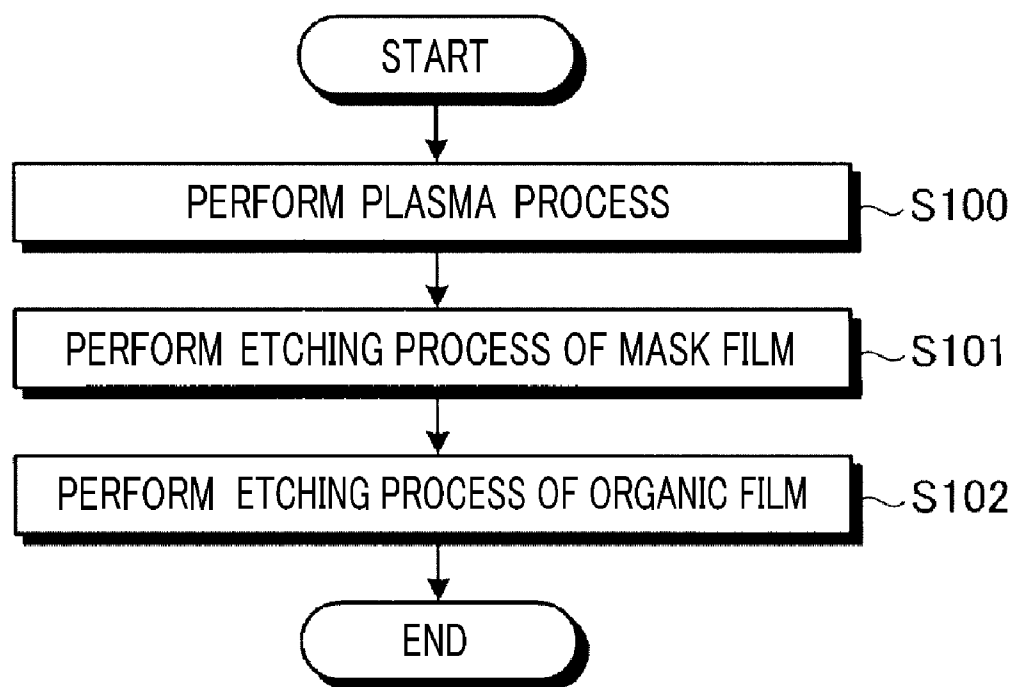 START
PERFORM PLASMA PROCESS
S100
PERFORM ETCHING PROCESS OF MASK FILM
S101
PERFORM ETCHING PROCESS OF ORGANIC FILM
S102
END